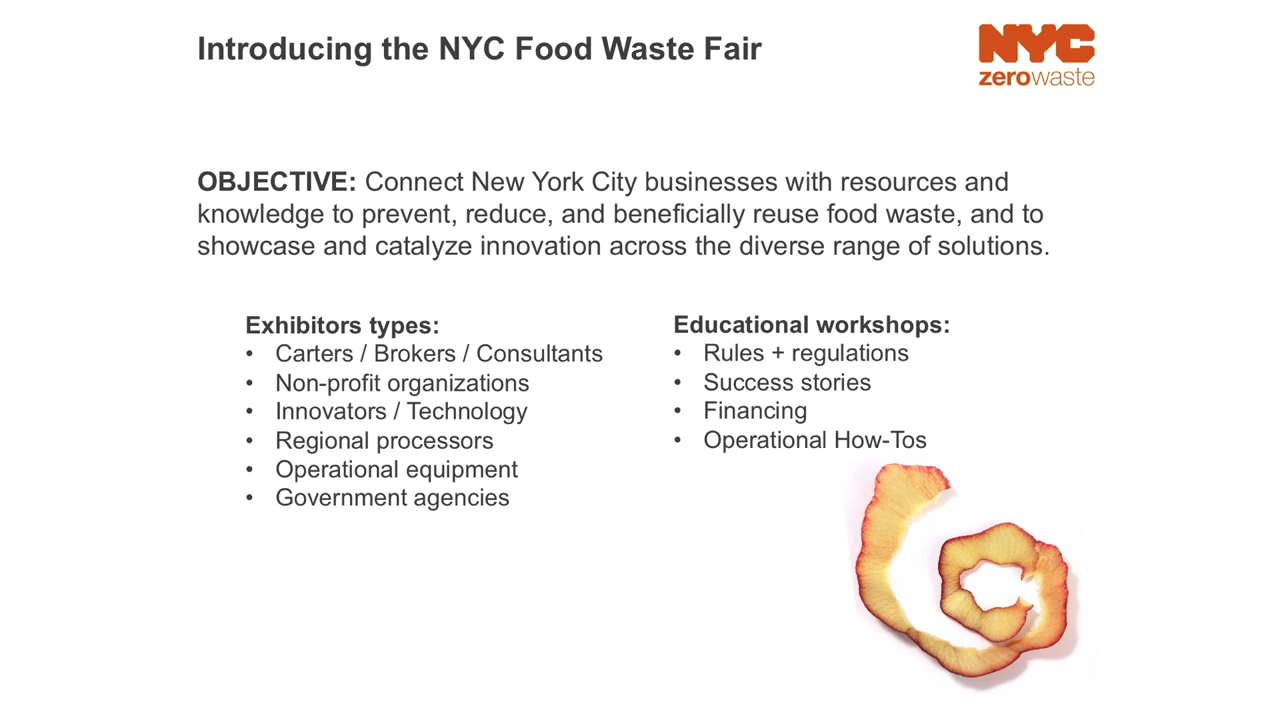 Introducing the NYC Food Waste Fair
NYC
zerowaste
OBJECTIVE: Connect New York City businesses with resources and
knowledge to prevent, reduce, and beneficially reuse food waste, and to
showcase and catalyze innovation across the diverse range of solutions.
Exhibitors types:
• Carters / Brokers / Consultants
• Non-profit organizations
• Innovators / Technology
• Regional processors
• Operational equipment
• Government agencies
Educational workshops:
• Rules + regulations
• Success stories
• Financing
• Operational How-Tos